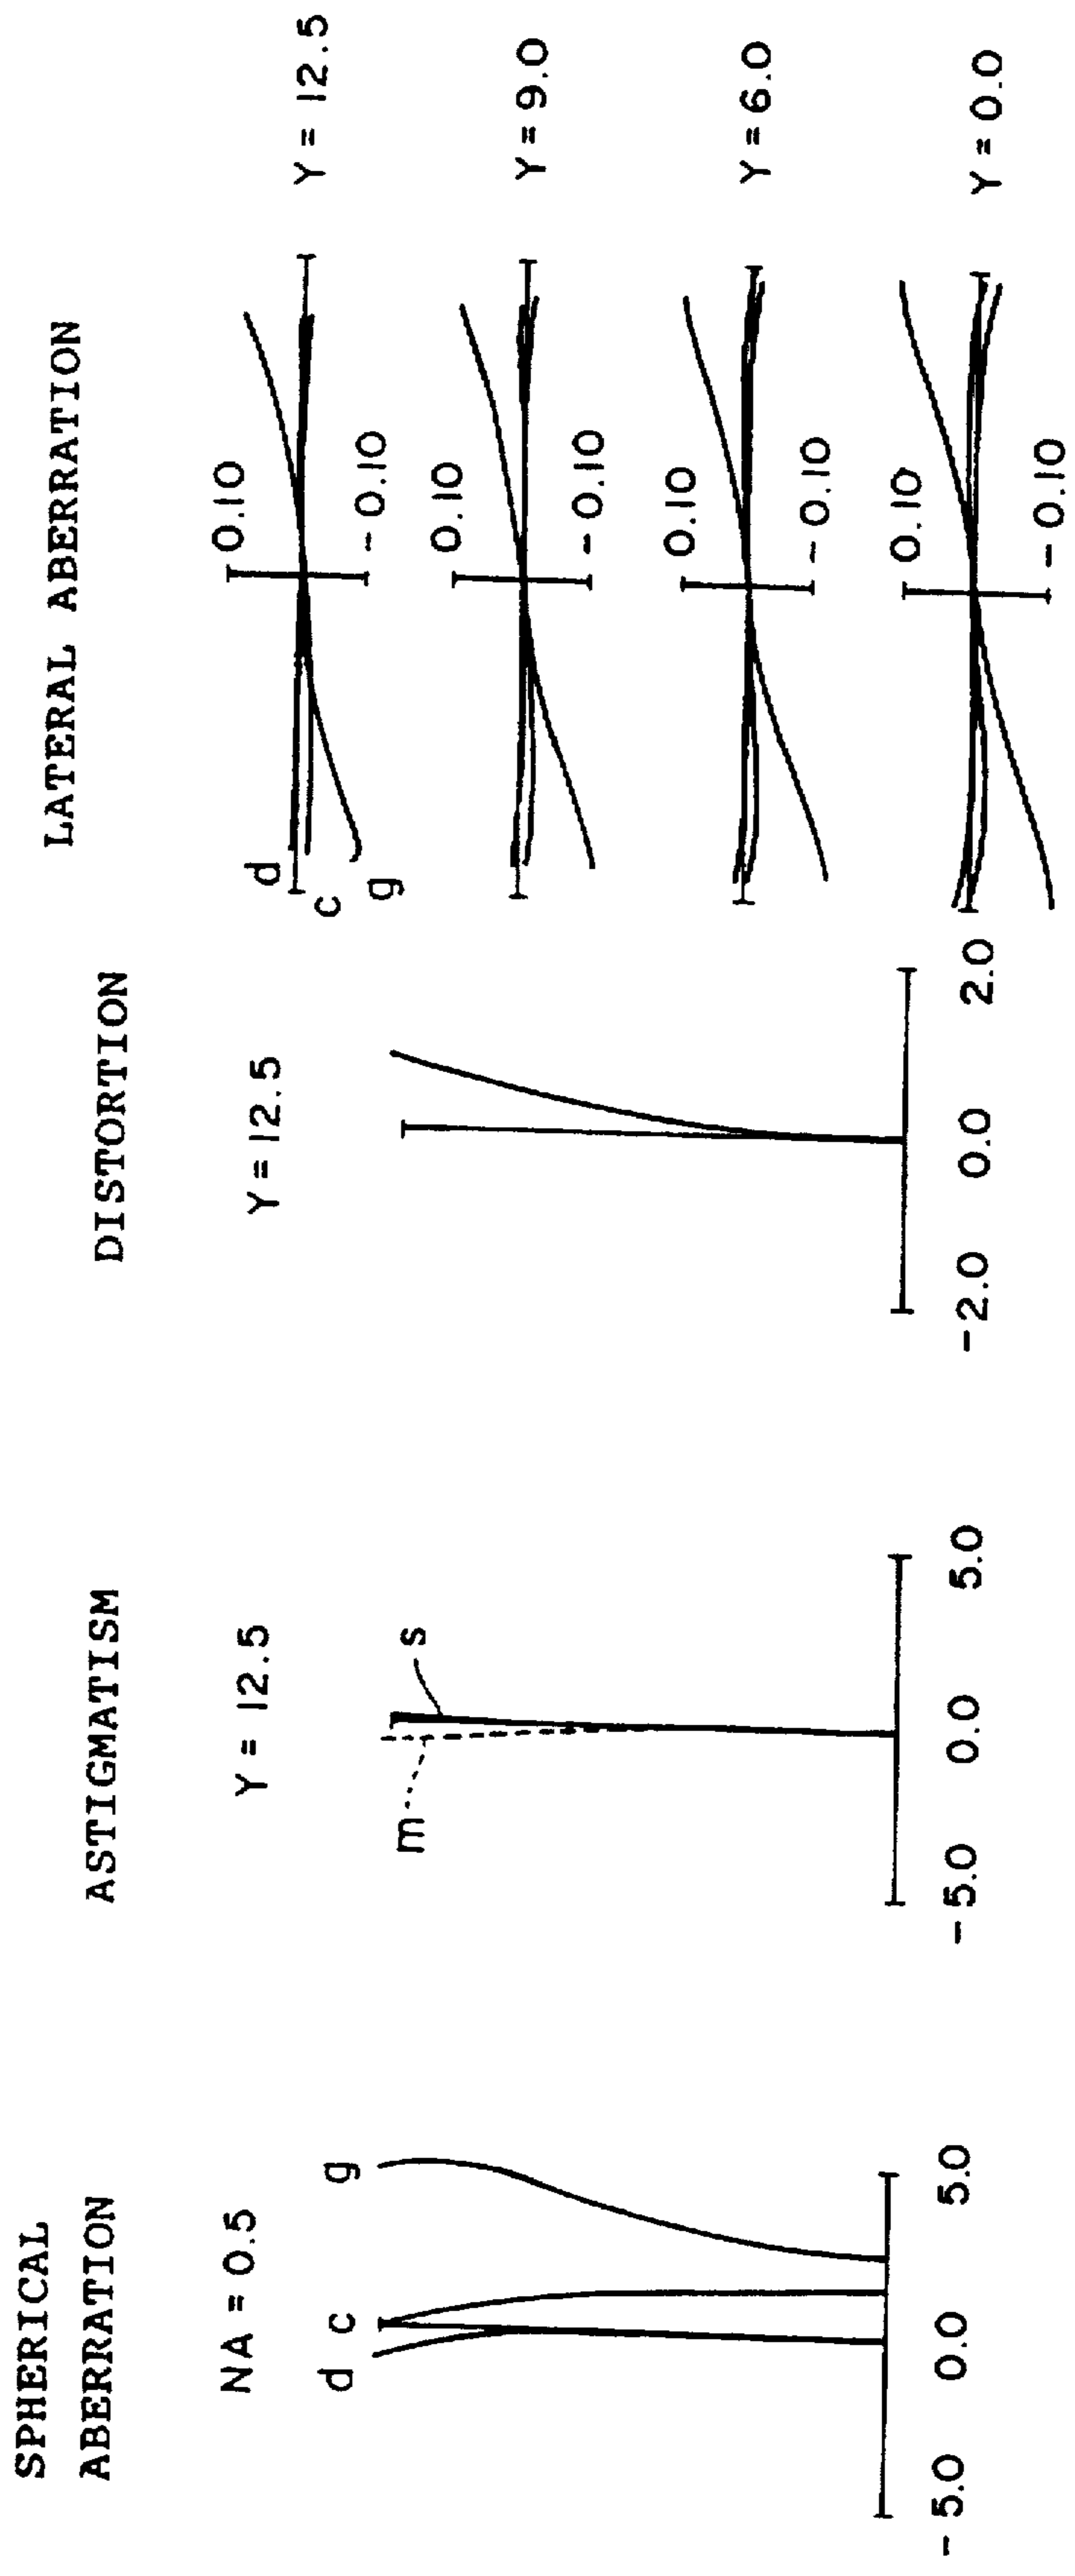 SPHERICAL
ABERRATION
NA = 0.5
d c g
-5.0 0.0 5.0
ASTIGMATISM
Y = 12.5
m s
-5.0 0.0 5.0
DISTORTION
Y = 12.5
-2.0 0.0 2.0
LATERAL ABERRATION
d
c
g
0.10
-0.10
Y = 12.5
0.10
-0.10
Y = 9.0
0.10
-0.10
Y = 6.0
0.10
-0.10
Y = 0.0